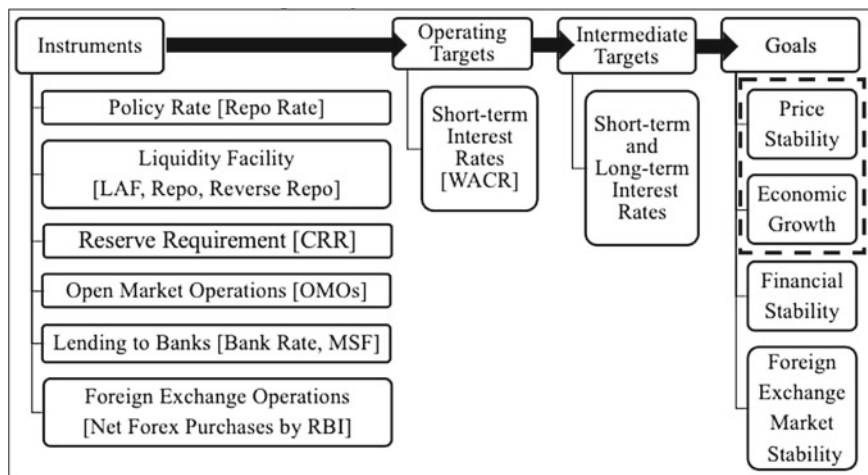 Instruments
Operating
Targets
Intermediate
Targets
Goals
Policy Rate [Repo Rate]
Liquidity Facility
[LAF, Repo, Reverse Repo]
Reserve Requirement [CRR]
Open Market Operations [OMOs]
Lending to Banks [Bank Rate, MSF]
Foreign Exchange Operations
[Net Forex Purchases by RBI]
Short-term
Interest
Rates
[WACR]
Short-term
and
Long-term
Interest
Rates
Price
Stability
Economic
Growth
Financial
Stability
Foreign
Exchange
Market
Stability